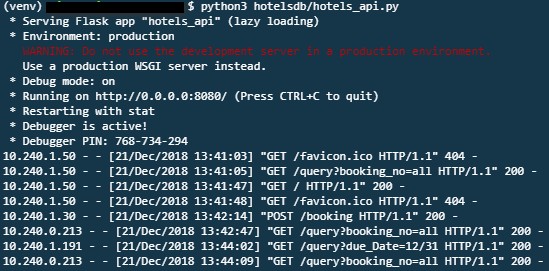 (venv) $ python3 hotelsdb/hotels_api.py
* Serving Flask app "hotels_api" (lazy loading)
* Environment: production
WARNING: Do not use the development server in a production environment.
Use a production WSGI server instead.
* Debug mode: on
* Running on http://0.0.0.0:8080/ (Press CTRL+C to quit)
* Restarting with stat
* Debugger is active!
* Debugger PIN: 768-734-294
10.240.1.50 - - [21/Dec/2018 13:41:03] "GET /favicon.ico HTTP/1.1" 404 -
10.240.1.50 - - [21/Dec/2018 13:41:05] "GET /query?booking_no=all HTTP/1.1" 200 -
10.240.1.50 - - [21/Dec/2018 13:41:47] "GET / HTTP/1.1" 200 -
10.240.1.50 - - [21/Dec/2018 13:41:48] "GET /favicon.ico HTTP/1.1" 404 -
10.240.1.30 - - [21/Dec/2018 13:42:14] "POST /booking HTTP/1.1" 200 -
10.240.0.213 - - [21/Dec/2018 13:42:47] "GET /query?booking_no=all HTTP/1.1" 200 -
10.240.1.191 - - [21/Dec/2018 13:44:02] "GET /query?due_Date=12/31 HTTP/1.1" 200 -
10.240.0.213 - - [21/Dec/2018 13:44:09] "GET /query?booking_no=all HTTP/1.1" 200 -